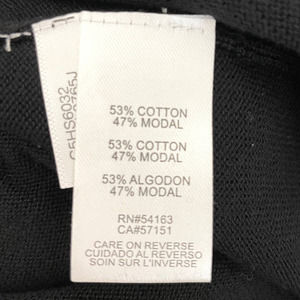 53% COTTON
47% MODAL
53% COTTON
47% MODAL
53% ALGODON
47% MODAL
RN#54163
CA#57151
CARE ON REVERSE
CUIDADO AL REVERSO
SOIN SUR L'INVERSE
G5HS6032